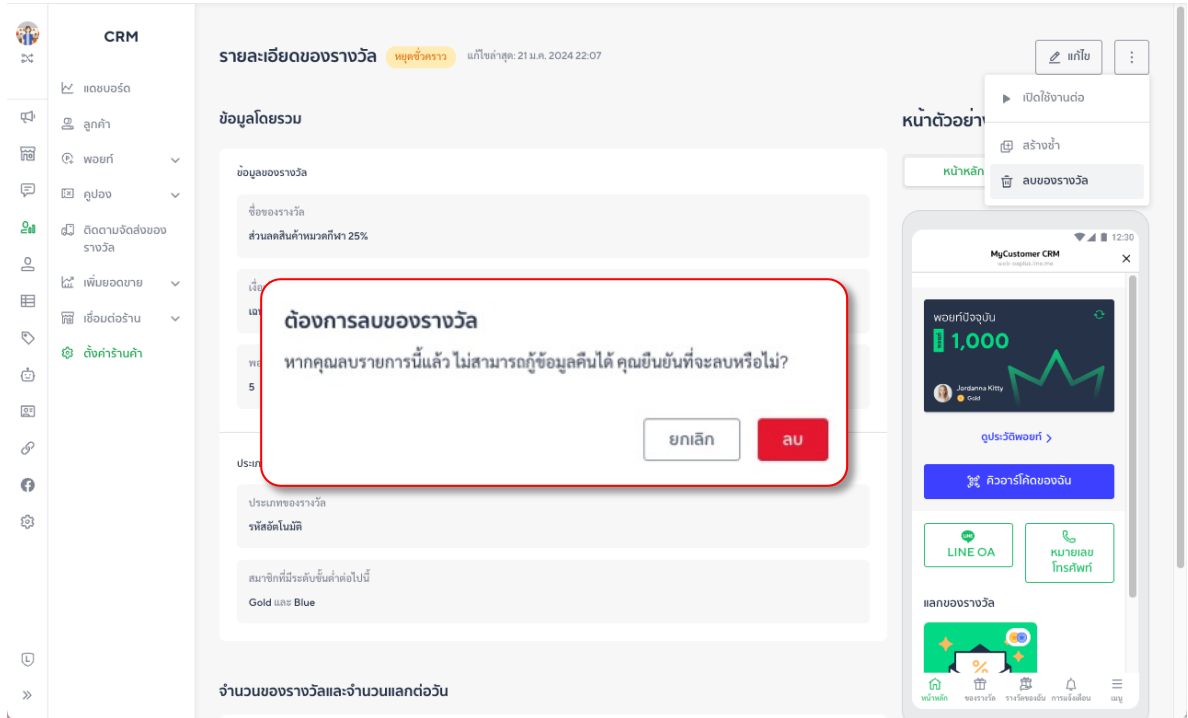 CRM
แดชบอร์ด
ลูกค้า
พอยท์
คูปอง
ติดตามจัดส่งของ
รางวัล
เพิ่มยอดขาย
เชื่อมต่อร้าน
ตั้งค่าร้านค้า
รายละเอียดของรางวัล หยุดชั่วคราว แก้ไขล่าสุด: 21 ม.ค. 2024 22:07
แก้ไข
เปิดใช้งานต่อ
สร้างซ้ำ
ลบของรางวัล
ข้อมูลโดยรวม
ข้อมูลของรางวัล
ชื่อของรางวัล
ส่วนลดสินค้าหมวดกีฬา 25%
ต้องการลบของรางวัล
หากคุณลบรายการนี้แล้ว ไม่สามารถกู้ข้อมูลคืนได้ คุณยืนยันที่จะลบหรือไม่?
ยกเลิก ลบ
5
ประเภทของรางวัล
รหัสอัตโนมัติ
สมาชิกที่มีระดับขั้นต่ำต่อไปนี้
Gold และ Blue
จำนวนของรางวัลและจำนวนแลกต่อวัน
หน้าตัวอย่าง
หน้าหลัก
12:30
MyCustomer CRM
พอยท์ปัจจุบัน
1,000
Jordanna Kitty
Gold
ดูประวัติพอยท์
คิวอาร์โค้ดของฉัน
LINE OA
หมายเลข
โทรศัพท์
แลกของรางวัล
หน้าหลัก ของรางวัล รางวัลของฉัน การแจ้งเตือน เมนู